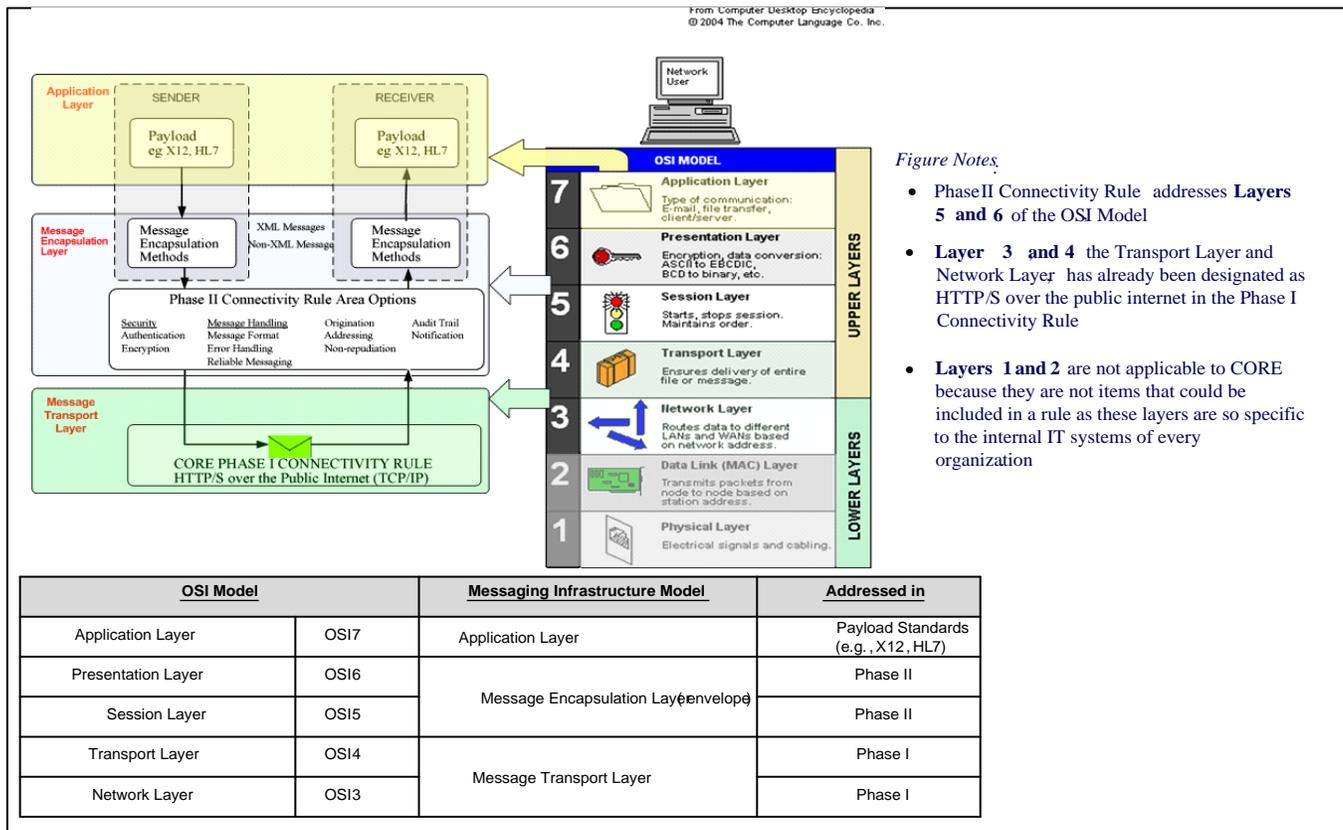 From Computer Desktop Encyclopedia
© 2004 The Computer Language Co. Inc.
Network
User
Application
Layer
SENDER
RECEIVER
Payload
eg X12, HL7
Payload
eg X12, HL7
Message
Encapsulation
Layer
Message
Encapsulation
Methods
XML Messages
Non-XML Message
Message
Encapsulation
Methods
Phase II Connectivity Rule Area Options
Security
Authentication
Encryption
Message Handling
Message Format
Error Handling
Reliable Messaging
Origination
Addressing
Non-repudiation
Audit Trail
Notification
Message
Transport
Layer
CORE PHASE I CONNECTIVITY RULE
HTTP/S over the Public Internet (TCP/IP)
OSI MODEL
7
Application Layer
Type of communication:
E-mail, file transfer,
client/server.
6
Presentation Layer
Encryption, data conversion:
ASCII to EBCDIC,
BCD to binary, etc.
5
Session Layer
Starts, stops session.
Maintains order.
4
Transport Layer
Ensures delivery of entire
file or message.
3
Network Layer
Routes data to different
LANs and WANs based
on network address.
2
Data Link (MAC) Layer
Transmits packets from
node to node based on
station address.
1
Physical Layer
Electrical signals and cabling.
UPPER LAYERS
LOWER LAYERS
Figure Notes:
• Phase II Connectivity Rule addresses Layers
5 and 6 of the OSI Model
• Layer 3 and 4 the Transport Layer and
Network Layer, has already been designated as
HTTP/S over the public internet in the Phase I
Connectivity Rule
• Layers 1 and 2 are not applicable to CORE
because they are not items that could be
included in a rule as these layers are so specific
to the internal IT systems of every
organization
OSI Model Messaging Infrastructure Model Addressed in
Application Layer OSI7 Application Layer Payload Standards
(e.g., X12, HL7)
Presentation Layer OSI6 Phase II
Message Encapsulation Layer (envelope)
Session Layer OSI5 Phase II
Transport Layer OSI4 Phase I
Message Transport Layer
Network Layer OSI3 Phase I